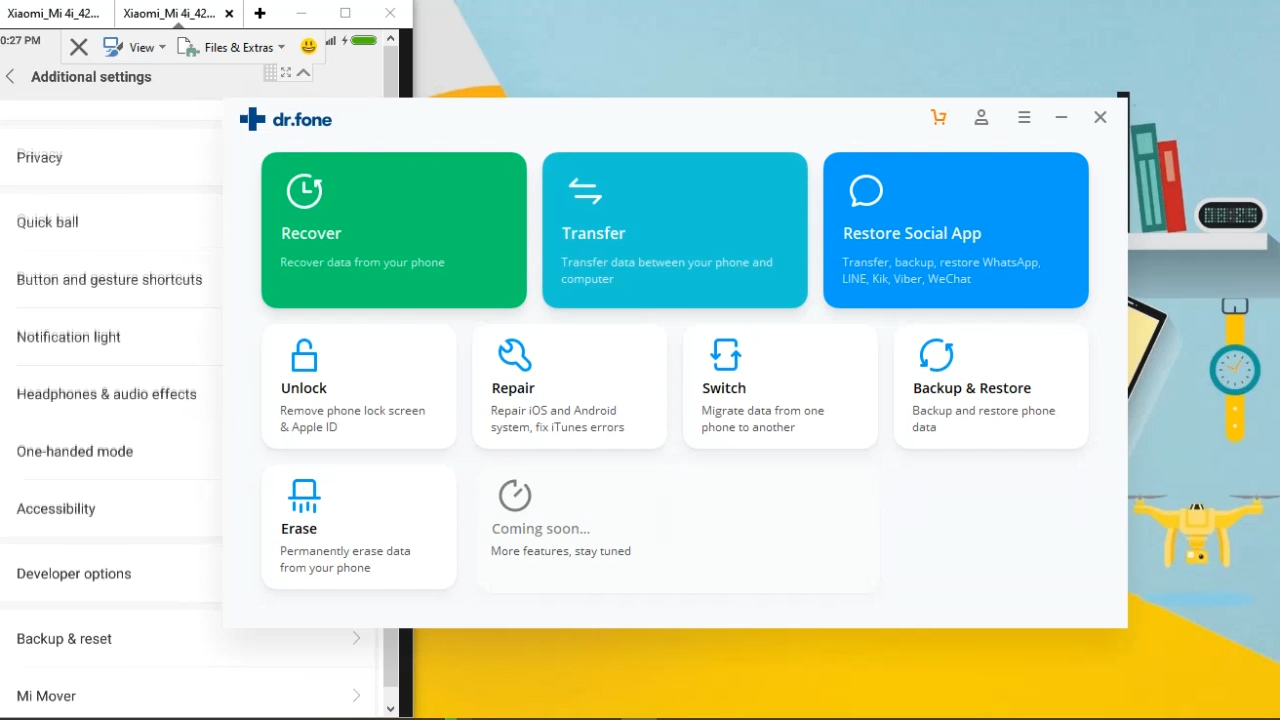 Xiaomi_Mi 4i_42...
Xiaomi_Mi 4i_42...
0:27 PM
View
Files & Extras
Additional settings
Privacy
Quick ball
Button and gesture shortcuts
Notification light
Headphones & audio effects
One-handed mode
Accessibility
Developer options
Backup & reset
Mi Mover
dr.fone
Recover
Recover data from your phone
Transfer
Transfer data between your phone and
computer
Restore Social App
Transfer, backup, restore WhatsApp,
LINE, Kik, Viber, WeChat
Unlock
Remove phone lock screen
& Apple ID
Repair
Repair iOS and Android
system, fix iTunes errors
Switch
Migrate data from one
phone to another
Backup & Restore
Backup and restore phone
data
Erase
Permanently erase data
from your phone
Coming soon...
More features, stay tuned